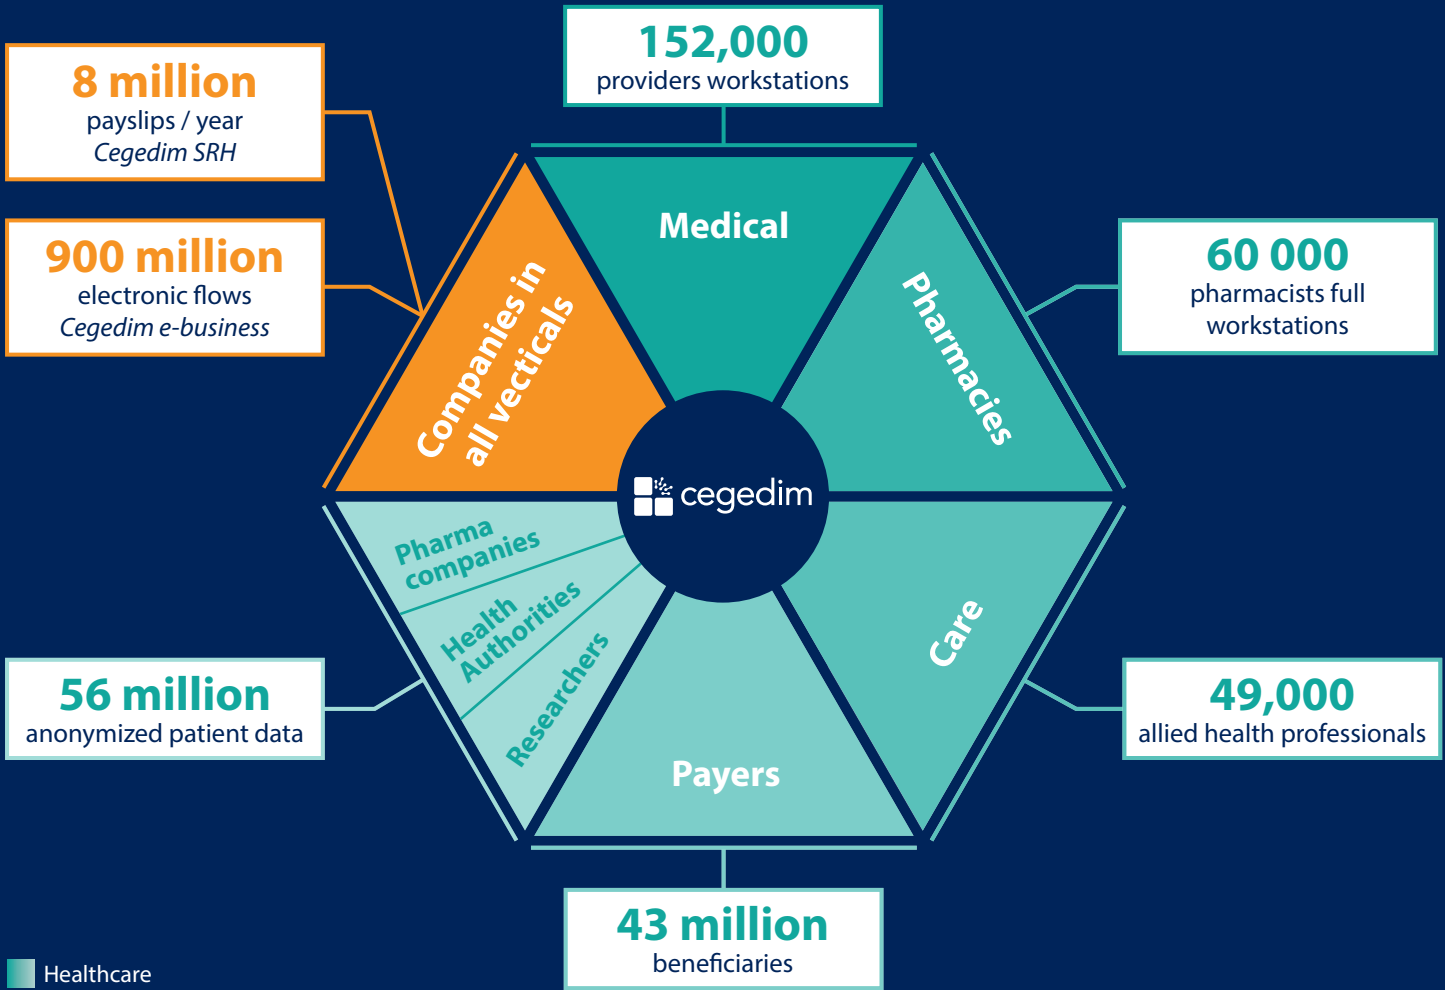 152,000
providers workstations
8 million
payslips / year
Cegedim SRH
900 million
electronic flows
Cegedim e-business
60 000
pharmacists full
workstations
Medical
Companies in
all vecticals
Pharmacies
cegedim
Pharma
companies
Health
Authorities
Researchers
Care
Payers
56 million
anonymized patient data
49,000
allied health professionals
43 million
beneficiaries
Healthcare